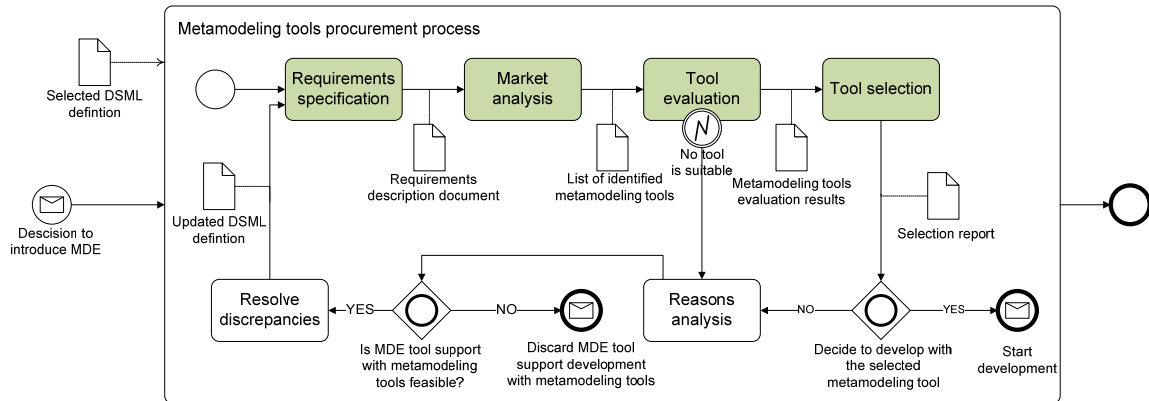 Metamodeling tools procurement process
Selected DSML
defintion
Requirements
specification
Market
analysis
Tool
evaluation
Tool selection
No tool
is suitable
Requirements
description document
List of identified
metamodeling tools
Metamodeling tools
evaluation results
Selection report
Updated DSML
defintion
Descision to
introduce MDE
Resolve
discrepancies
YES
NO
Reasons
analysis
NO
YES
Is MDE tool support
with metamodeling
tools feasible?
Discard MDE tool
support development
with metamodeling tools
Decide to develop with
the selected
metamodeling tool
Start
development